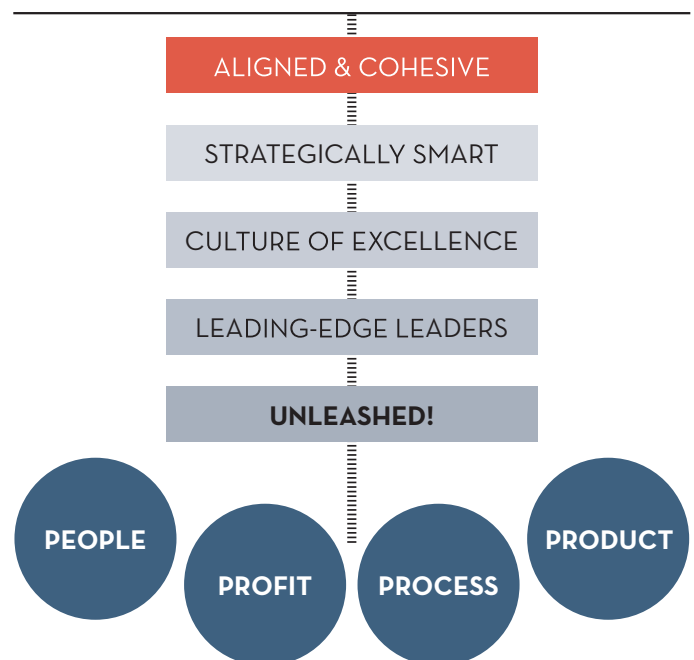 ALIGNED & COHESIVE
STRATEGICALLY SMART
CULTURE OF EXCELLENCE
LEADING-EDGE LEADERS
UNLEASHED!
PEOPLE
PROFIT
PROCESS
PRODUCT